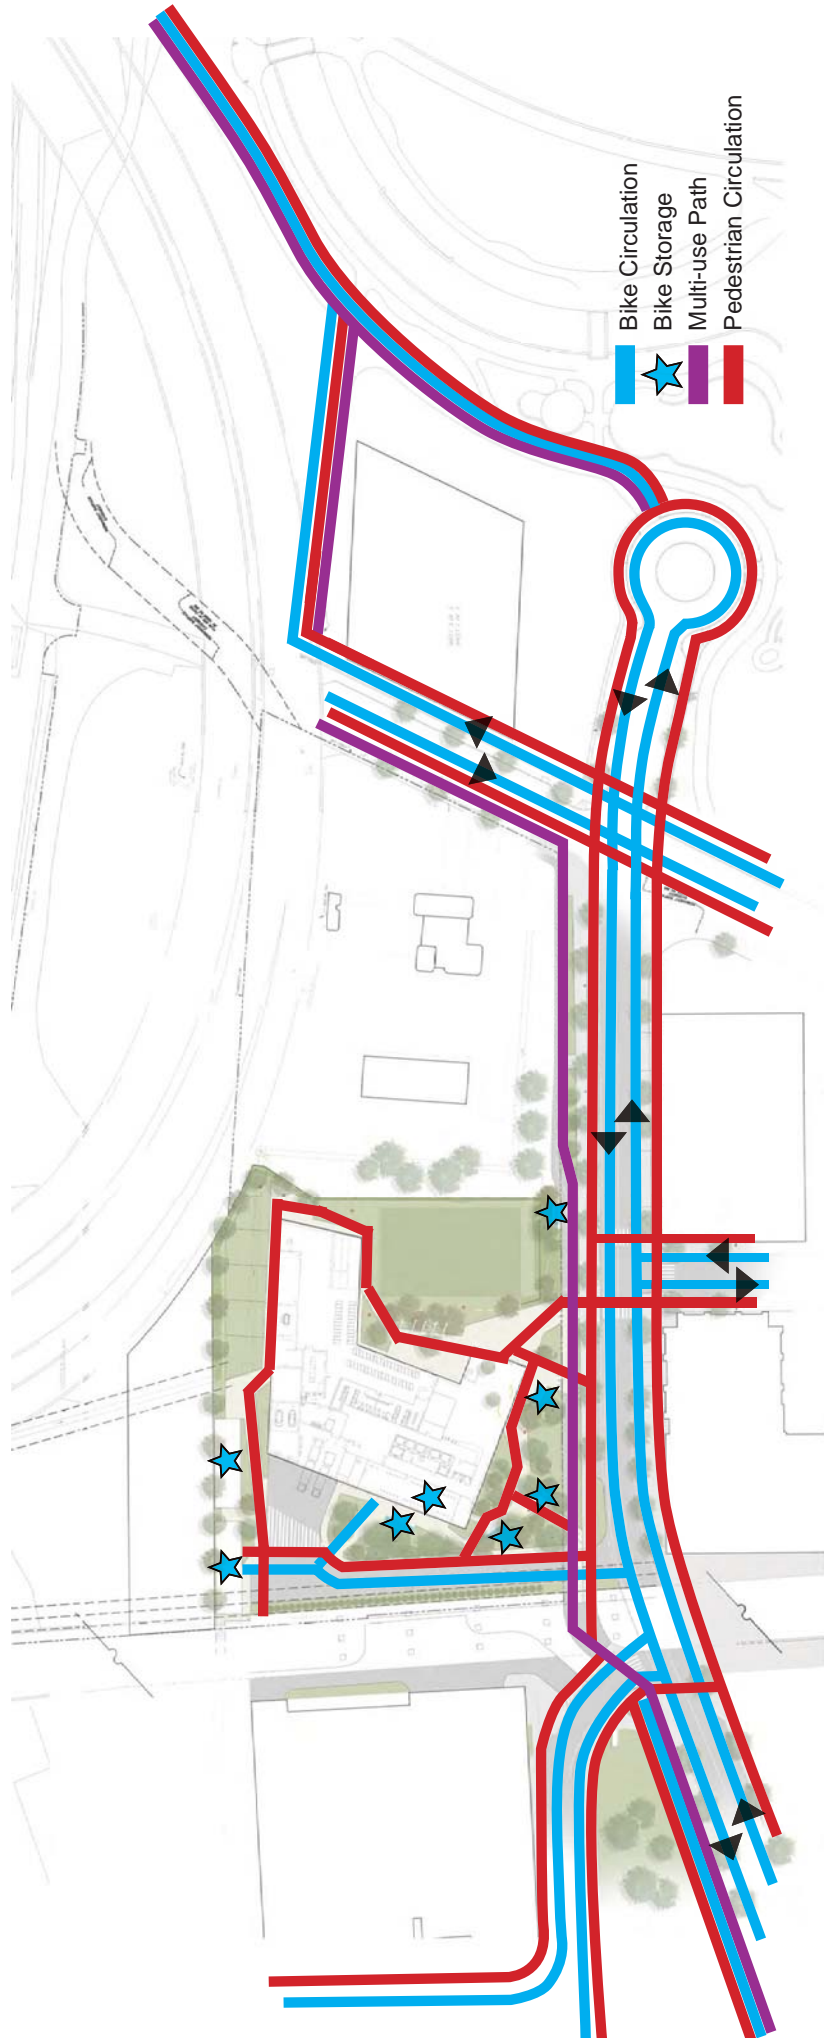 Bike Circulation
Bike Storage
Multi-use Path
Pedestrian Circulation